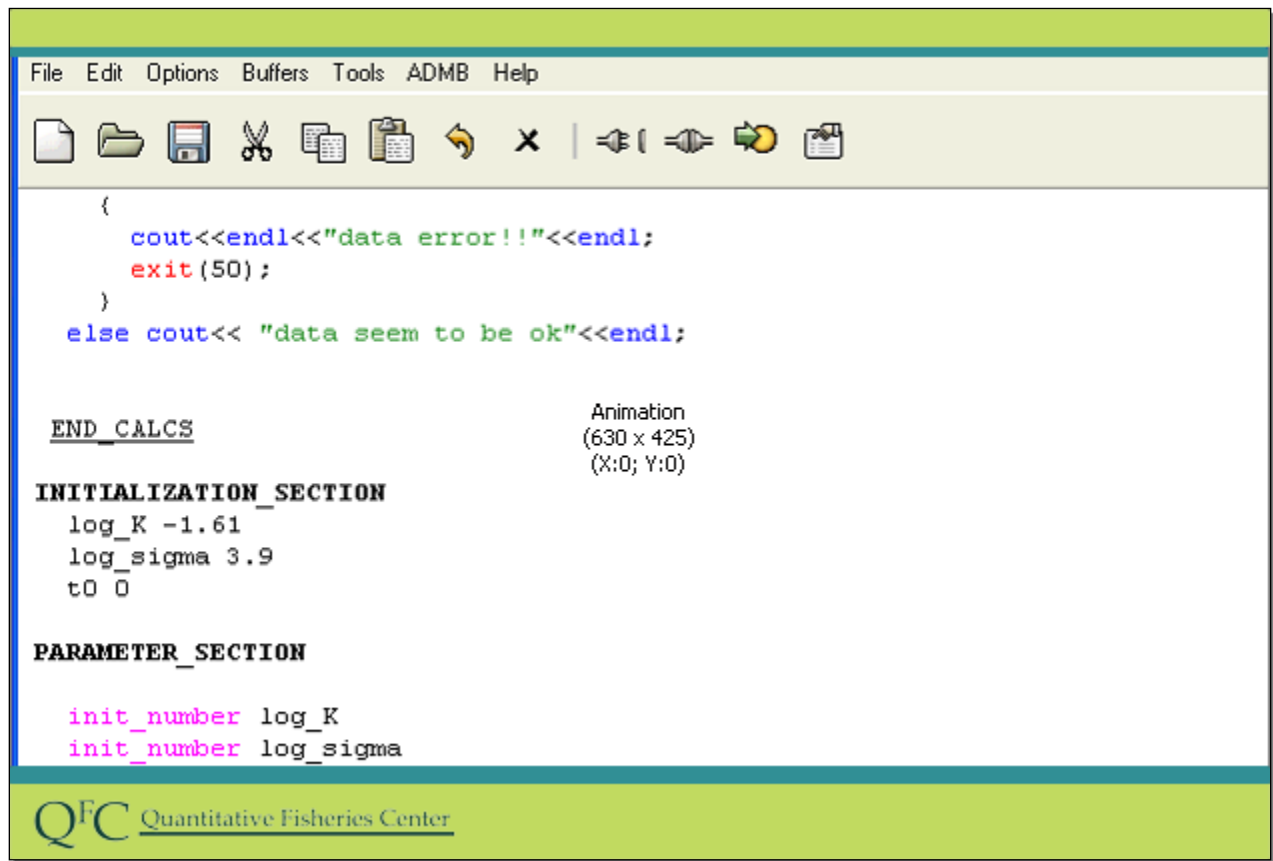 File Edit Options Buffers Tools ADMB Help
{
cout<<endl<<"data error!!"<<endl;
exit(50);
}
else cout<< "data seem to be ok"<<endl;
END_CALCS
Animation
(630 x 425)
(X:0; Y:0)
INITIALIZATION_SECTION
log_K -1.61
log_sigma 3.9
t0 0
PARAMETER_SECTION
init_number log_K
init_number log_sigma
QFC Quantitative Fisheries Center